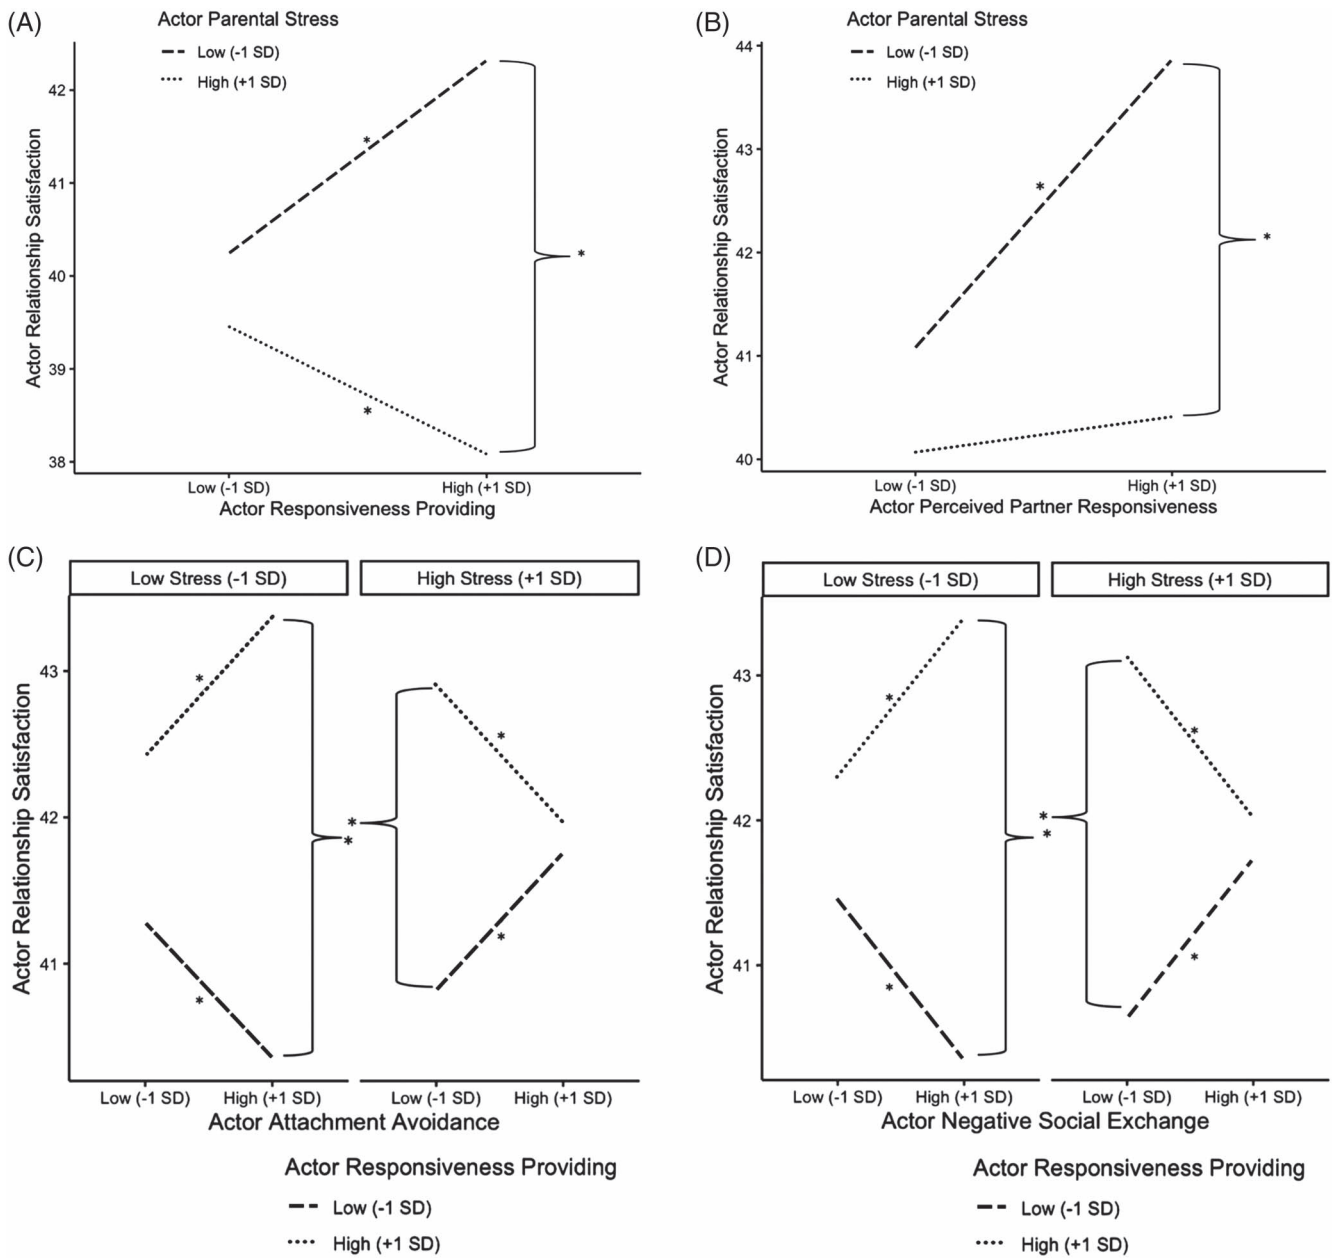 (A)
Actor Parental Stress
Low (-1 SD)
High (+1 SD)
Actor Relationship Satisfaction
42
41
40
39
38
*
*
*
Low (-1 SD)
High (+1 SD)
Actor Responsiveness Providing
(B)
Actor Parental Stress
Low (-1 SD)
High (+1 SD)
Actor Relationship Satisfaction
44
43
42
41
40
*
*
Low (-1 SD)
High (+1 SD)
Actor Perceived Partner Responsiveness
(C)
Low Stress (-1 SD)
High Stress (+1 SD)
Actor Relationship Satisfaction
43
42
41
*
*
*
*
*
*
Low (-1 SD)
High (+1 SD)
Low (-1 SD)
High (+1 SD)
Actor Attachment Avoidance
Actor Responsiveness Providing
Low (-1 SD)
High (+1 SD)
(D)
Low Stress (-1 SD)
High Stress (+1 SD)
Actor Relationship Satisfaction
43
42
41
*
*
*
*
*
*
Low (-1 SD)
High (+1 SD)
Low (-1 SD)
High (+1 SD)
Actor Negative Social Exchange
Actor Responsiveness Providing
Low (-1 SD)
High (+1 SD)